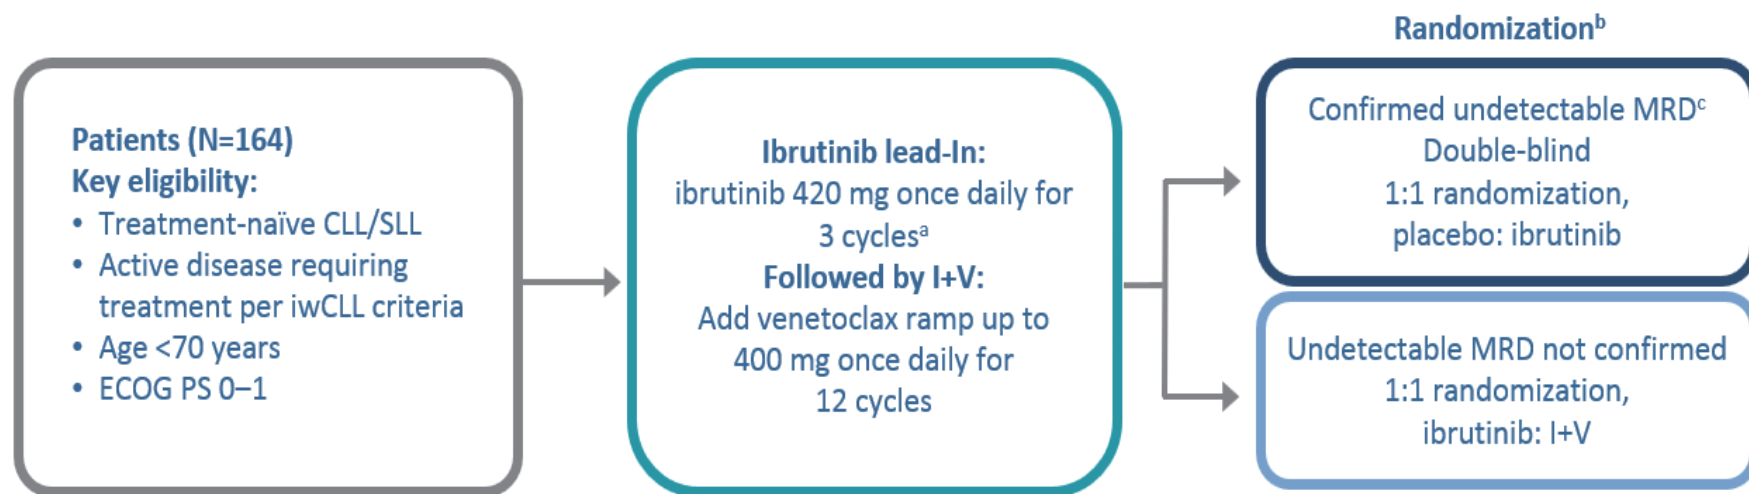 Patients (N=164)
Key eligibility:
• Treatment-naïve CLL/SLL
• Active disease requiring
treatment per iwCLL criteria
• Age <70 years
• ECOG PS 0–1
Ibrutinib lead-In:
ibrutinib 420 mg once daily for
3 cyclesᵃ
Followed by I+V:
Add venetoclax ramp up to
400 mg once daily for
12 cycles
Randomizationᵇ
Confirmed undetectable MRDᶜ
Double-blind
1:1 randomization,
placebo: ibrutinib
Undetectable MRD not confirmed
1:1 randomization,
ibrutinib: I+V